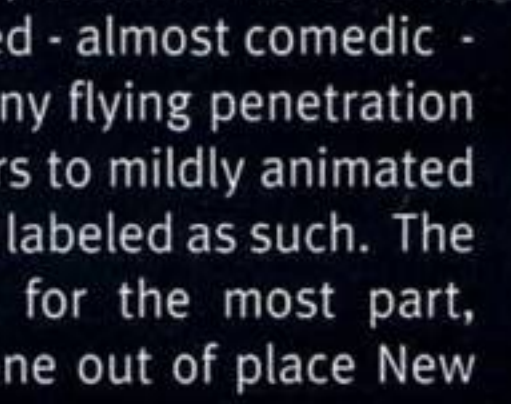 ed - almost comedic -
ny flying penetration
rs to mildly animated
labeled as such. The
for the most part,
ne out of place New